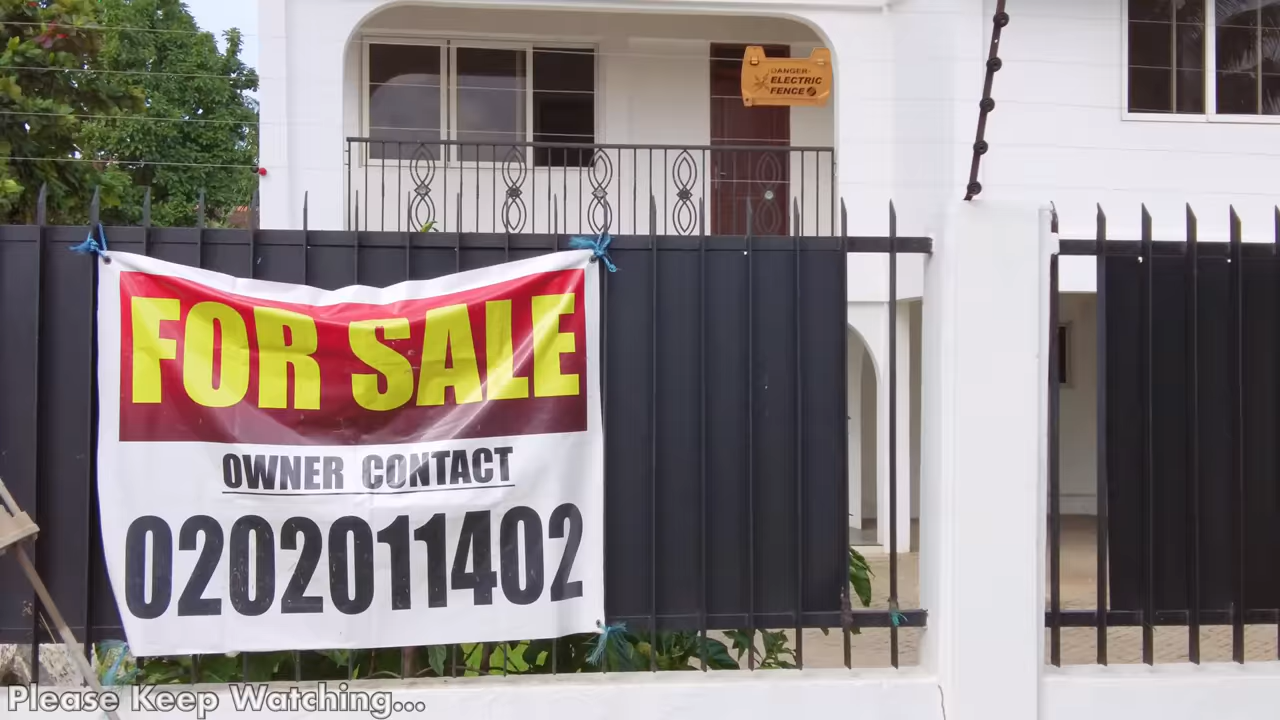 DANGER-
ELECTRIC
FENCE
FOR SALE
OWNER CONTACT
0202011402
Please Keep Watching...